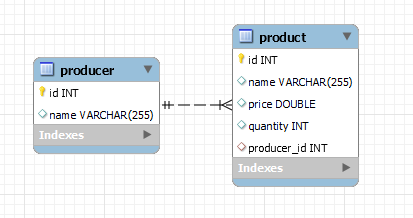 producer
id INT
name VARCHAR(255)
Indexes
product
id INT
name VARCHAR(255)
price DOUBLE
quantity INT
producer_id INT
Indexes